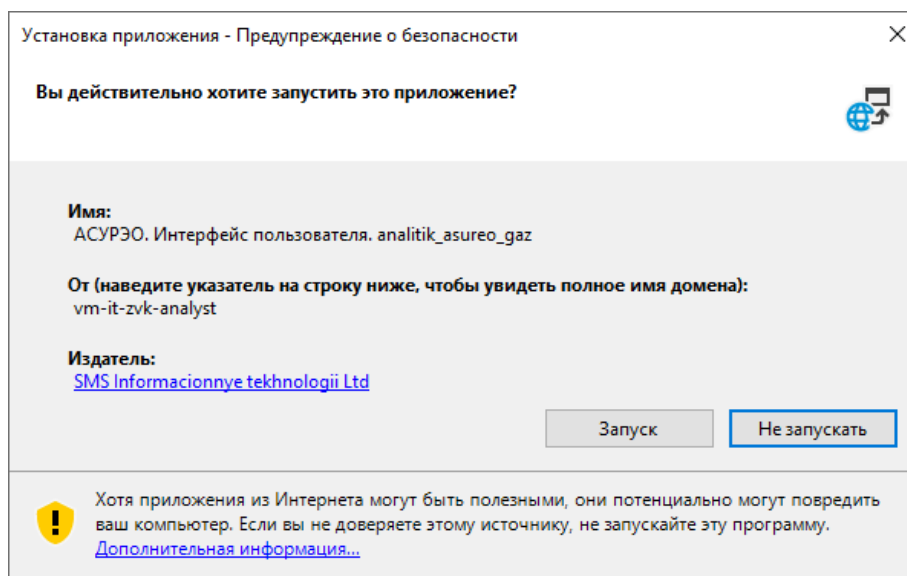 Установка приложения - Предупреждение о безопасности
Вы действительно хотите запустить это приложение?
Имя:
АСУРЭО. Интерфейс пользователя. analitik_asureo_gaz
От (наведите указатель на строку ниже, чтобы увидеть полное имя домена):
vm-it-zvk-analyst
Издатель:
SMS Informacionnye tekhnologii Ltd
Запуск
Не запускать
Хотя приложения из Интернета могут быть полезными, они потенциально могут повредить
ваш компьютер. Если вы не доверяете этому источнику, не запускайте эту программу.
Дополнительная информация...